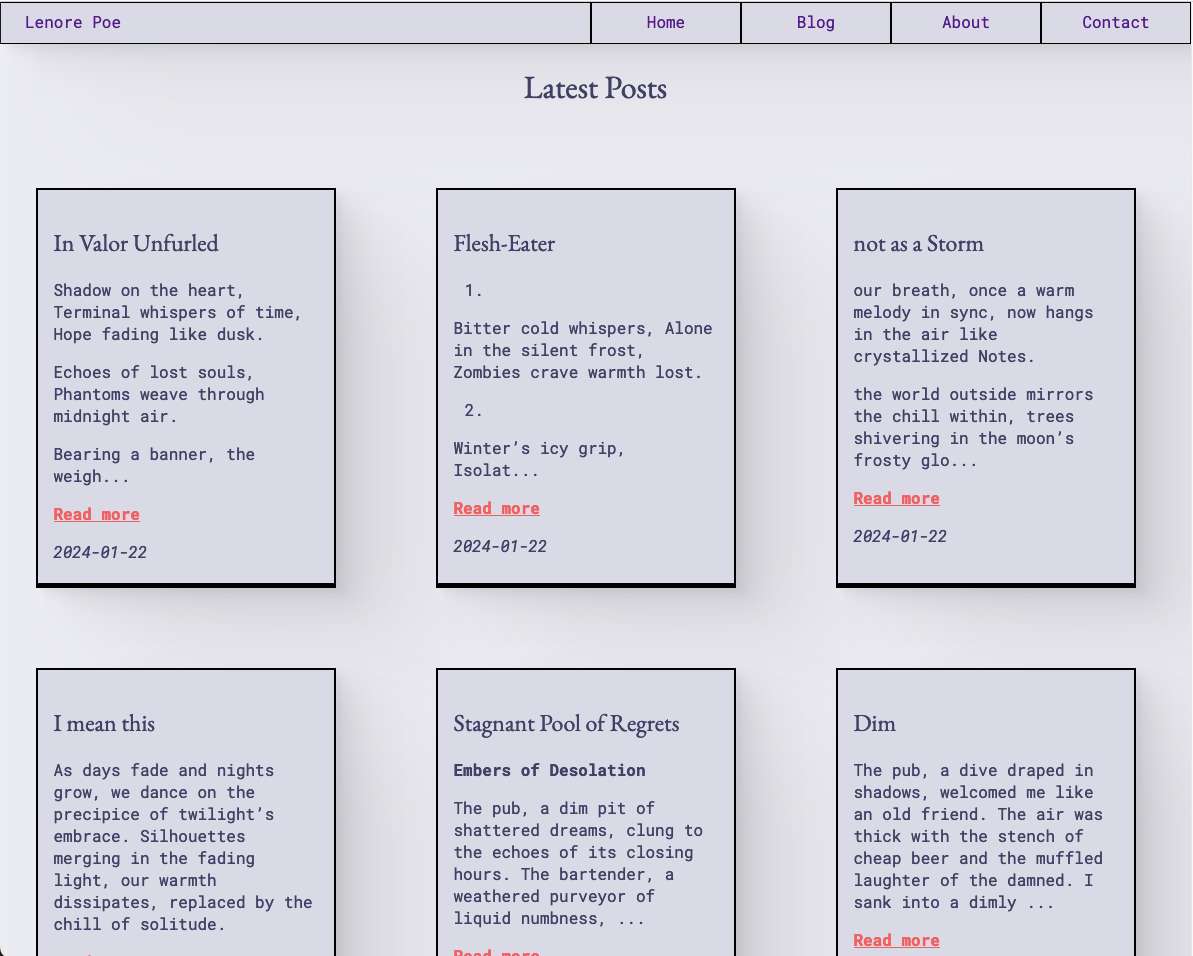 Lenore Poe
Home
Blog
About
Contact
Latest Posts
In Valor Unfurled
Shadow on the heart,
Terminal whispers of time,
Hope fading like dusk.
Echoes of lost souls,
Phantoms weave through
midnight air.
Bearing a banner, the
weigh...
Read more
2024-01-22
Flesh-Eater
1.
Bitter cold whispers, Alone
in the silent frost,
Zombies crave warmth lost.
2.
Winter’s icy grip,
Isolat...
Read more
2024-01-22
not as a Storm
our breath, once a warm
melody in sync, now hangs
in the air like
crystallized Notes.
the world outside mirrors
the chill within, trees
shivering in the moon’s
frosty glo...
Read more
2024-01-22
I mean this
As days fade and nights
grow, we dance on the
precipice of twilight’s
embrace. Silhouettes
merging in the fading
light, our warmth
dissipates, replaced by the
chill of solitude.
Stagnant Pool of Regrets
Embers of Desolation
The pub, a dim pit of
shattered dreams, clung to
the echoes of its closing
hours. The bartender, a
weathered purveyor of
liquid numbness, ...
Read more
Dim
The pub, a dive draped in
shadows, welcomed me like
an old friend. The air was
thick with the stench of
cheap beer and the muffled
laughter of the damned. I
sank into a dimly ...
Read more